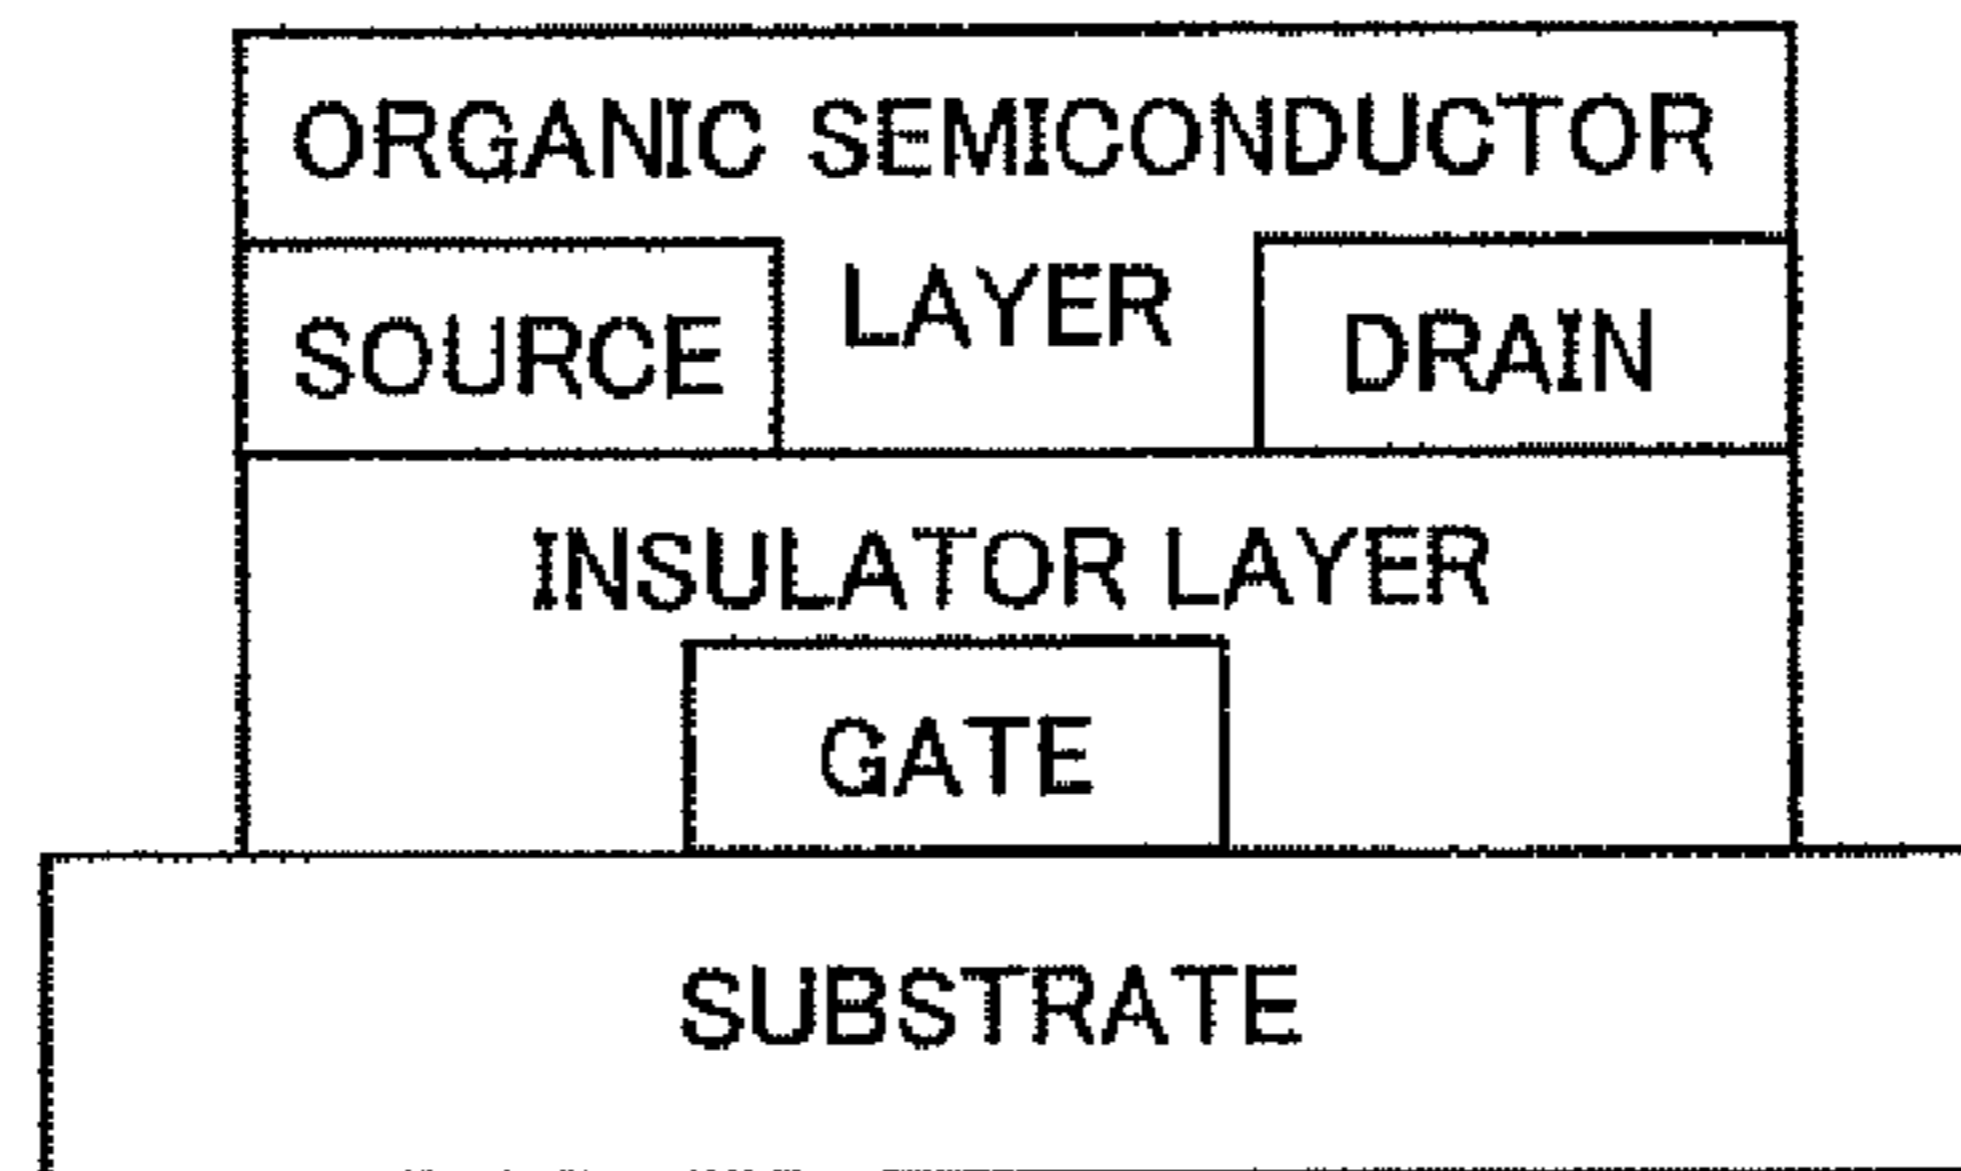 ORGANIC SEMICONDUCTOR
LAYER
SOURCE
DRAIN
INSULATOR LAYER
GATE
SUBSTRATE